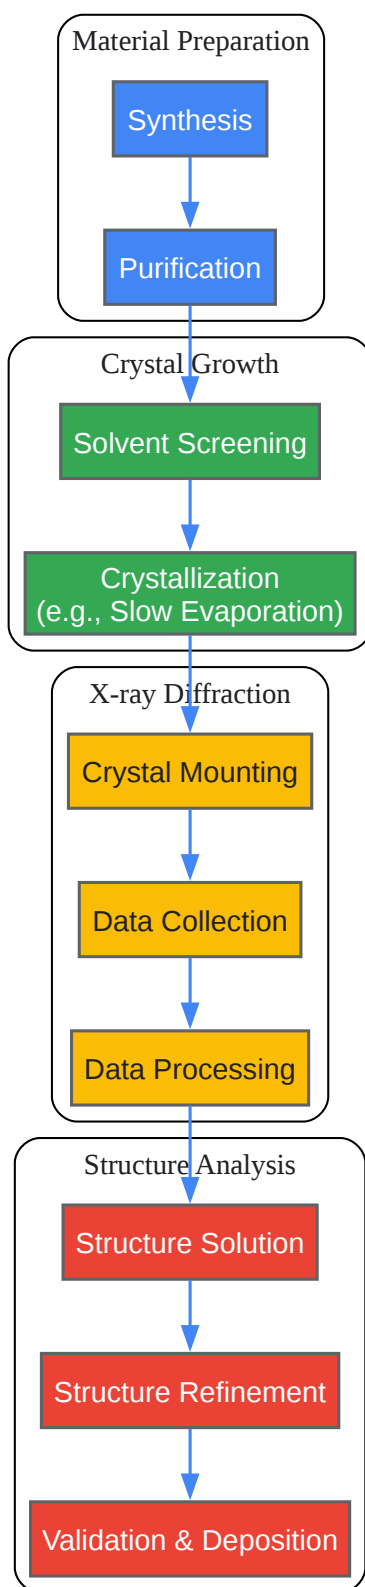 Material Preparation
Synthesis
Purification
Crystal Growth
Solvent Screening
Crystallization
(e.g., Slow Evaporation)
X-ray Diffraction
Crystal Mounting
Data Collection
Data Processing
Structure Analysis
Structure Solution
Structure Refinement
Validation & Deposition